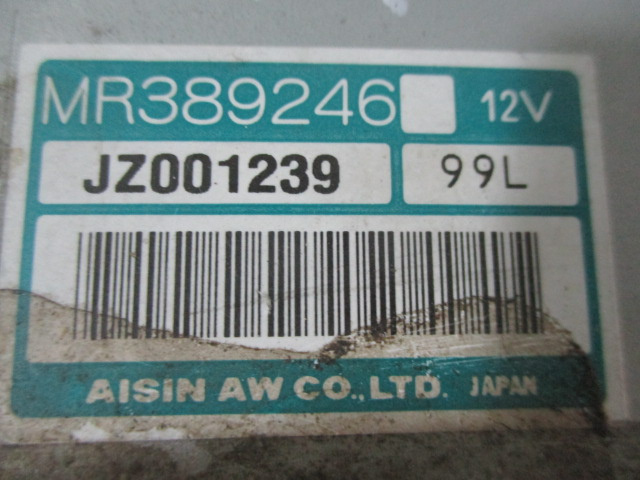 MR389246 12V
JZ001239 99L
AISIN AW CO.,LTD. JAPAN